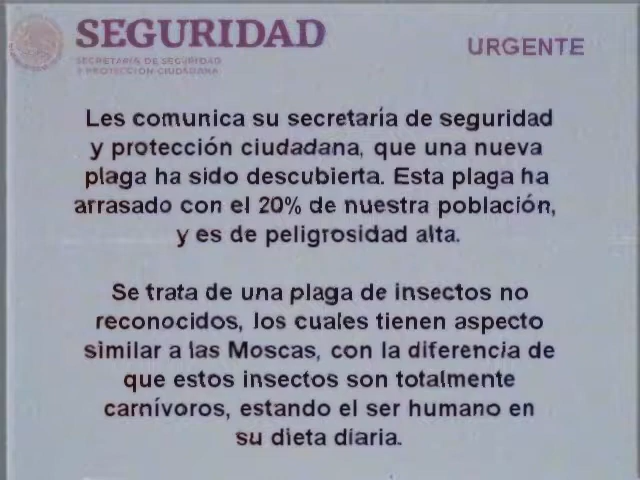 SEGURIDAD
SECRETARÍA DE SEGURIDAD
Y PROTECCIÓN CIUDADANA
URGENTE
Les comunica su secretaría de seguridad
y protección ciudadana, que una nueva
plaga ha sido descubierta. Esta plaga ha
arrasado con el 20% de nuestra población,
y es de peligrosidad alta.
Se trata de una plaga de insectos no
reconocidos, los cuales tienen aspecto
similar a las Moscas, con la diferencia de
que estos insectos son totalmente
carnívoros, estando el ser humano en
su dieta diaria.